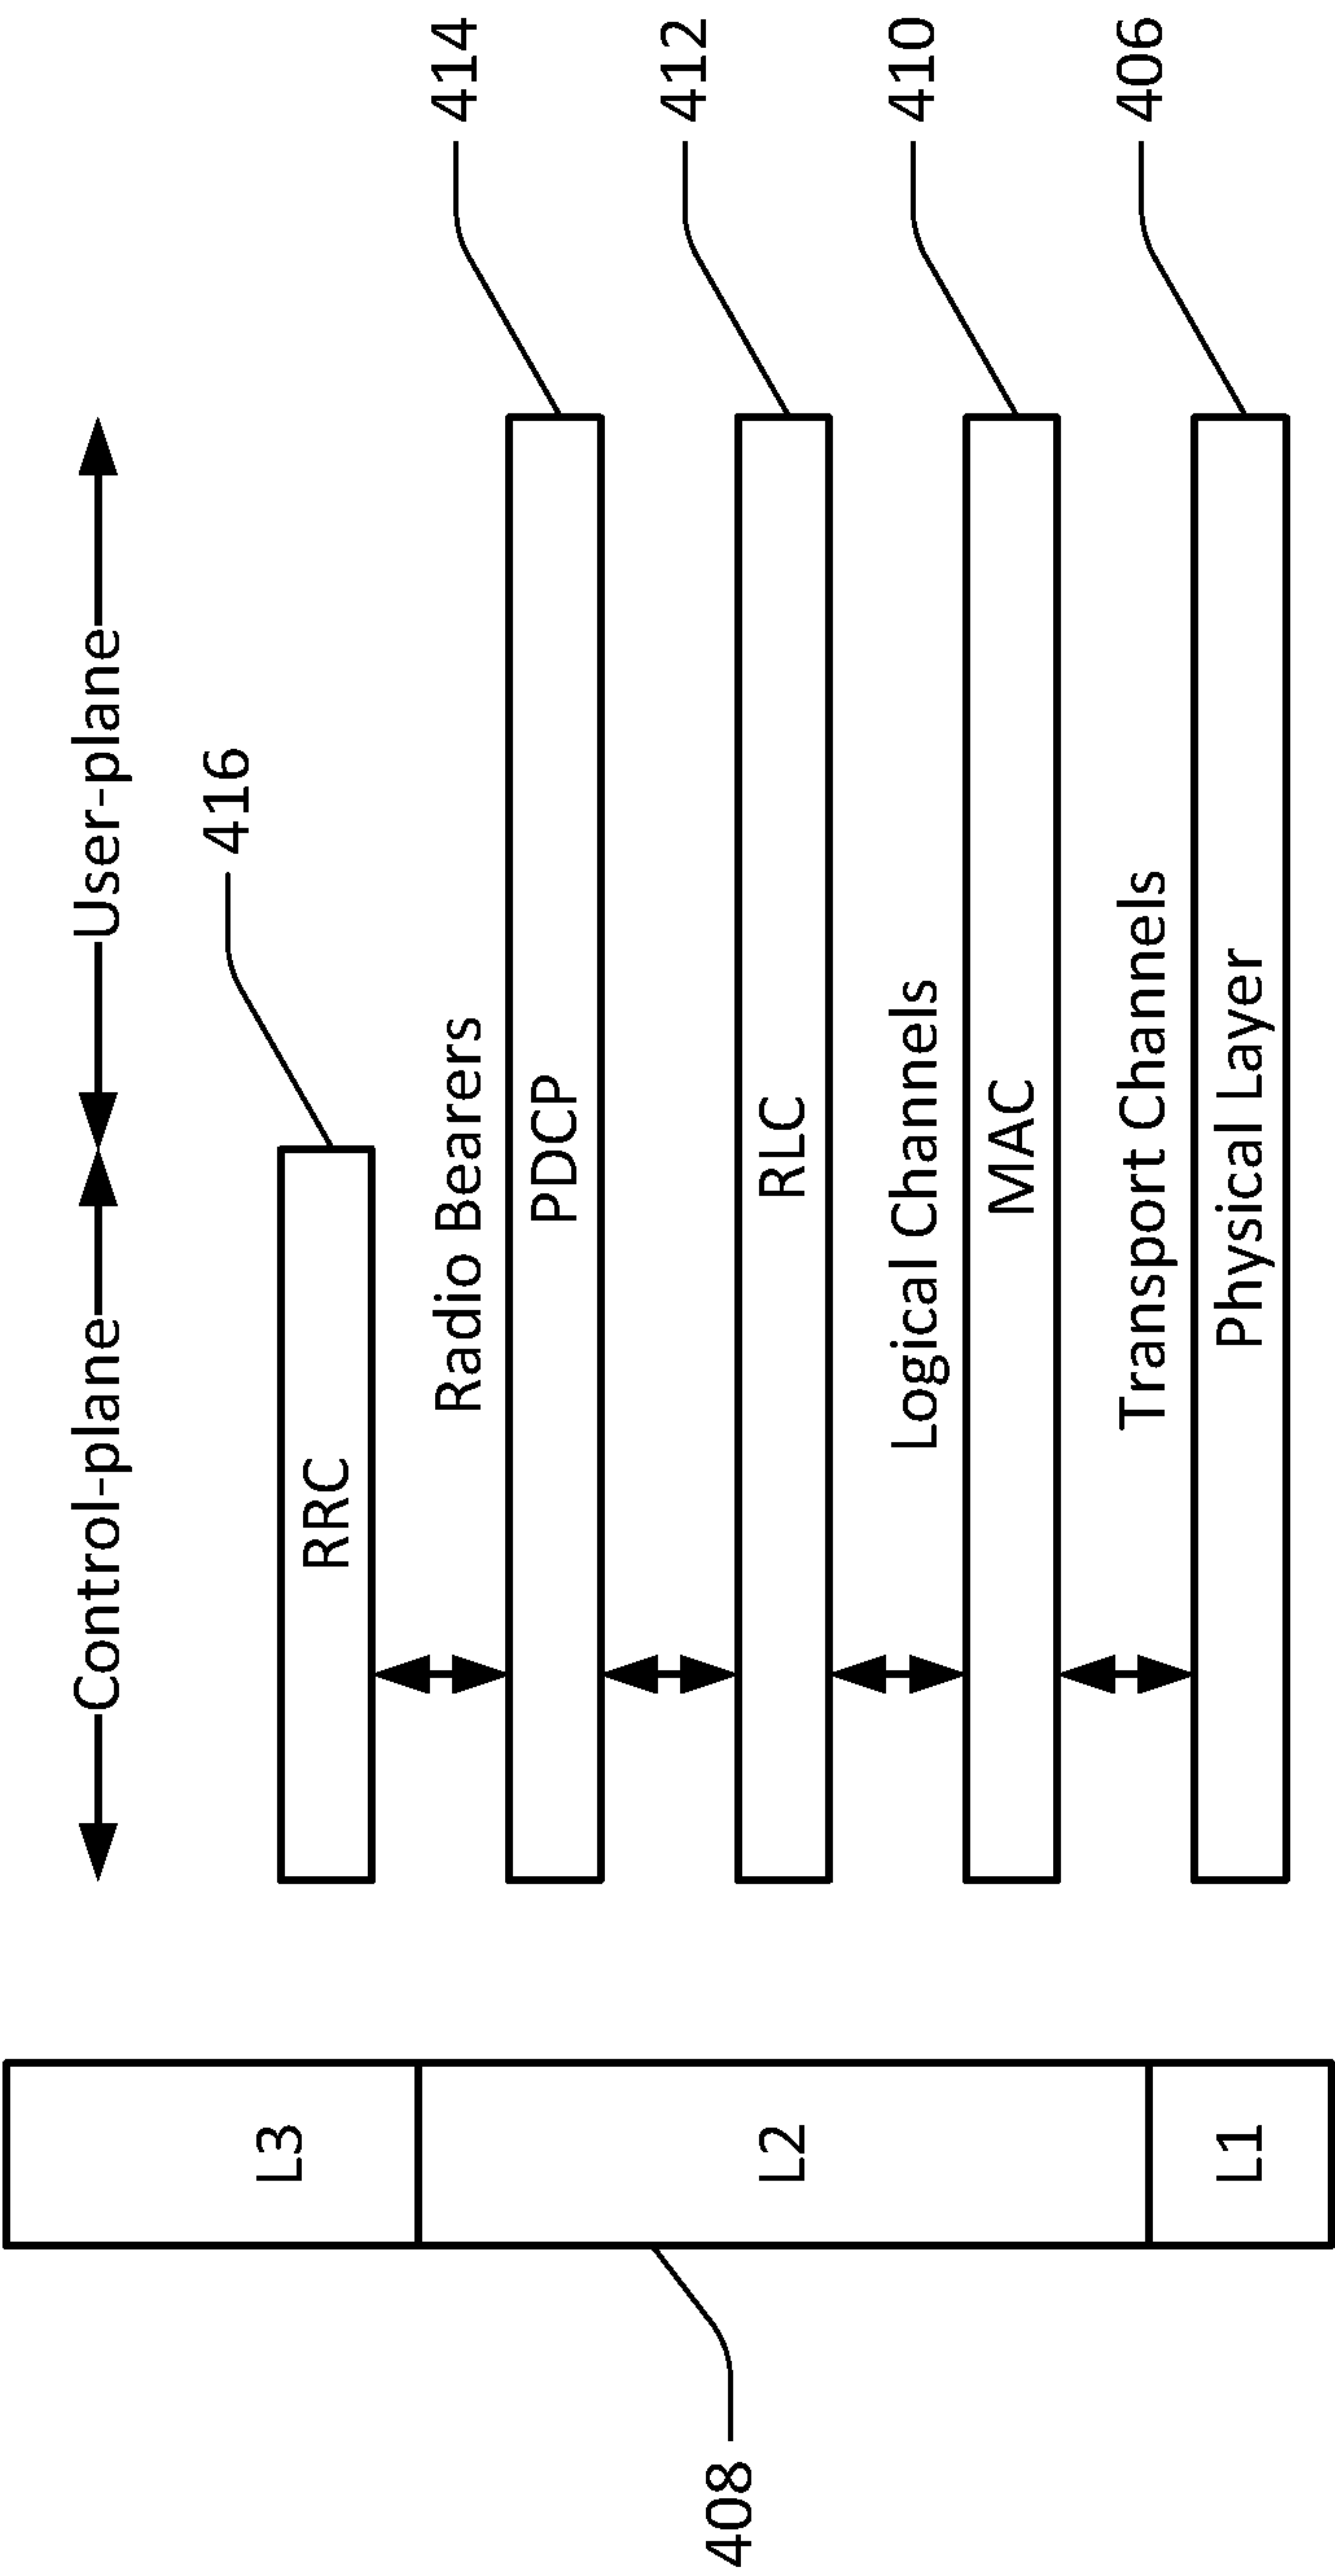 Control-plane User-plane
416
L3
RRC
Radio Bearers
414
PDCP
412
408
L2
RLC
Logical Channels
410
MAC
Transport Channels
406
L1
Physical Layer